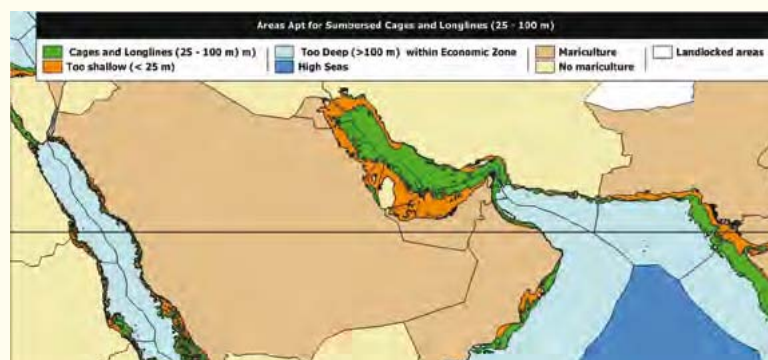 Areas Apt for Sumbersed Cages and Longlines (25 - 100 m)
Cages and Longlines (25 - 100 m) m)
Too shallow (< 25 m)
Too Deep (>100 m) within Economic Zone
High Seas
Mariculture
No mariculture
Landlocked areas